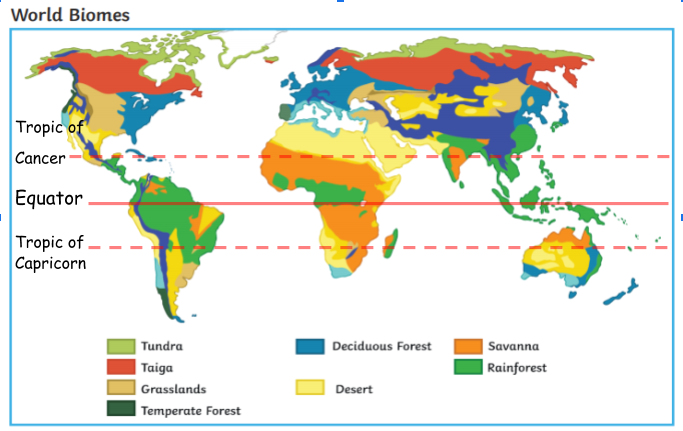 World Biomes
Tropic of
Cancer
Equator
Tropic of
Capricorn
Tundra
Deciduous Forest
Savanna
Taiga
Rainforest
Grasslands
Desert
Temperate Forest